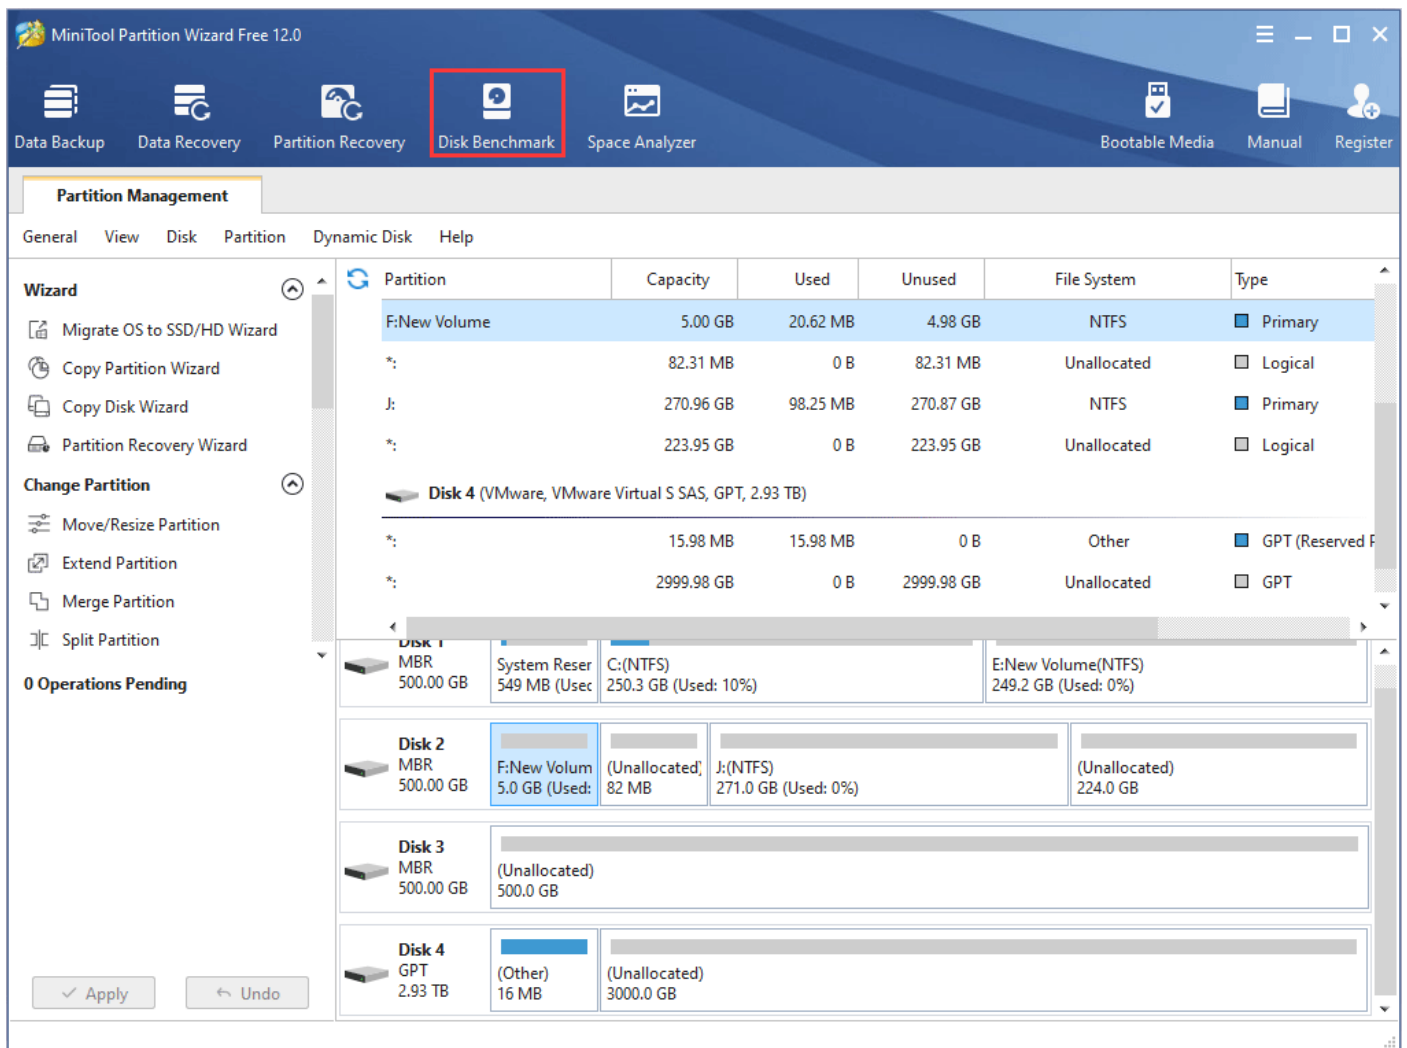 MiniTool Partition Wizard Free 12.0
Data Backup Data Recovery Partition Recovery Disk Benchmark Space Analyzer Bootable Media Manual Register
Partition Management
General View Disk Partition Dynamic Disk Help
Wizard
Migrate OS to SSD/HD Wizard
Copy Partition Wizard
Copy Disk Wizard
Partition Recovery Wizard
Change Partition
Move/Resize Partition
Extend Partition
Merge Partition
Split Partition
0 Operations Pending
Apply Undo
Partition Capacity Used Unused File System Type
F:New Volume 5.00 GB 20.62 MB 4.98 GB NTFS Primary
*: 82.31 MB 0 B 82.31 MB Unallocated Logical
J: 270.96 GB 98.25 MB 270.87 GB NTFS Primary
*: 223.95 GB 0 B 223.95 GB Unallocated Logical
Disk 4 (VMware, VMware Virtual S SAS, GPT, 2.93 TB)
*: 15.98 MB 15.98 MB 0 B Other GPT (Reserved P
*: 2999.98 GB 0 B 2999.98 GB Unallocated GPT
Disk 1
MBR
500.00 GB
System Reser
549 MB (Usec
C:(NTFS)
250.3 GB (Used: 10%)
E:New Volume(NTFS)
249.2 GB (Used: 0%)
Disk 2
MBR
500.00 GB
F:New Volum
5.0 GB (Used:
(Unallocated)
82 MB
J:(NTFS)
271.0 GB (Used: 0%)
(Unallocated)
224.0 GB
Disk 3
MBR
500.00 GB
(Unallocated)
500.0 GB
Disk 4
GPT
2.93 TB
(Other)
16 MB
(Unallocated)
3000.0 GB